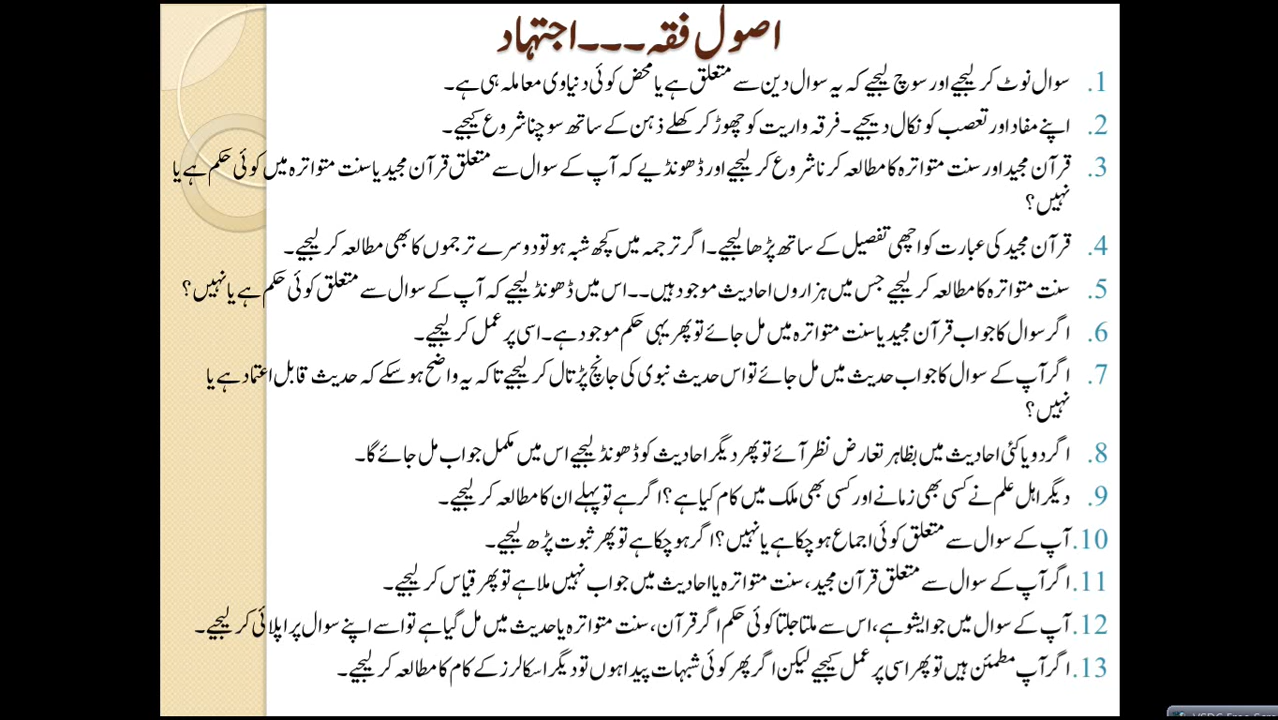 اصول فقہ۔۔۔اجتہاد
1. سوال نوٹ کر لیجیے اور سوچ لیجیے کہ یہ سوال دین سے متعلق ہے یا محض کوئی دنیاوی معاملہ ہی ہے۔
2. اپنے مفاد اور تعصب کو نکال دیجیے۔ فرقہ واریت کو چھوڑ کر کھلے ذہن کے ساتھ سوچنا شروع کیجیے۔
3. قرآن مجید اور سنت متواترہ کا مطالعہ کرنا شروع کر لیجیے اور ڈھونڈیے کہ آپ کے سوال سے متعلق قرآن مجید یا سنت متواترہ میں کوئی حکم ہے یا
نہیں؟
4. قرآن مجید کی عبارت کو اچھی تفصیل کے ساتھ پڑھا لیجیے۔ اگر ترجمہ میں کچھ شبہ ہو تو دوسرے ترجموں کا بھی مطالعہ کر لیجیے۔
5. سنت متواترہ کا مطالعہ کر لیجیے جس میں ہزاروں احادیث موجود ہیں۔۔ اس میں ڈھونڈ لیجیے کہ آپ کے سوال سے متعلق کوئی حکم ہے یا نہیں؟
6. اگر سوال کا جواب قرآن مجید یا سنت متواترہ میں مل جائے تو پھر یہی حکم موجود ہے۔ اسی پر عمل کر لیجیے۔
7. اگر آپ کے سوال کا جواب حدیث میں مل جائے تو اس حدیث نبوی کی جانچ پڑتال کر لیجیے تاکہ یہ واضح ہو سکے کہ حدیث قابل اعتماد ہے یا
نہیں؟
8. اگر دو یا کئی احادیث میں بظاہر تعارض نظر آئے تو پھر دیگر احادیث کو ڈھونڈ لیجیے اس میں مکمل جواب مل جائے گا۔
9. دیگر اہل علم نے کسی بھی زمانے اور کسی بھی ملک میں کام کیا ہے؟ اگر ہے تو پہلے ان کا مطالعہ کر لیجیے۔
10. آپ کے سوال سے متعلق کوئی اجماع ہو چکا ہے یا نہیں؟ اگر ہو چکا ہے تو پھر ثبوت پڑھ لیجیے۔
11. اگر آپ کے سوال سے متعلق قرآن مجید، سنت متواترہ یا احادیث میں جواب نہیں ملا ہے تو پھر قیاس کر لیجیے۔
12. آپ کے سوال میں جو ایشو ہے، اس سے ملتا جلتا کوئی حکم اگر قرآن، سنت متواترہ یا حدیث میں مل گیا ہے تو اسے اپنے سوال پر اپلائی کر لیجیے۔
13. اگر آپ مطمئن ہیں تو پھر اسی پر عمل کیجیے لیکن اگر پھر کوئی شبہات پیدا ہوں تو دیگر اسکالرز کے کام کا مطالعہ کر لیجیے۔